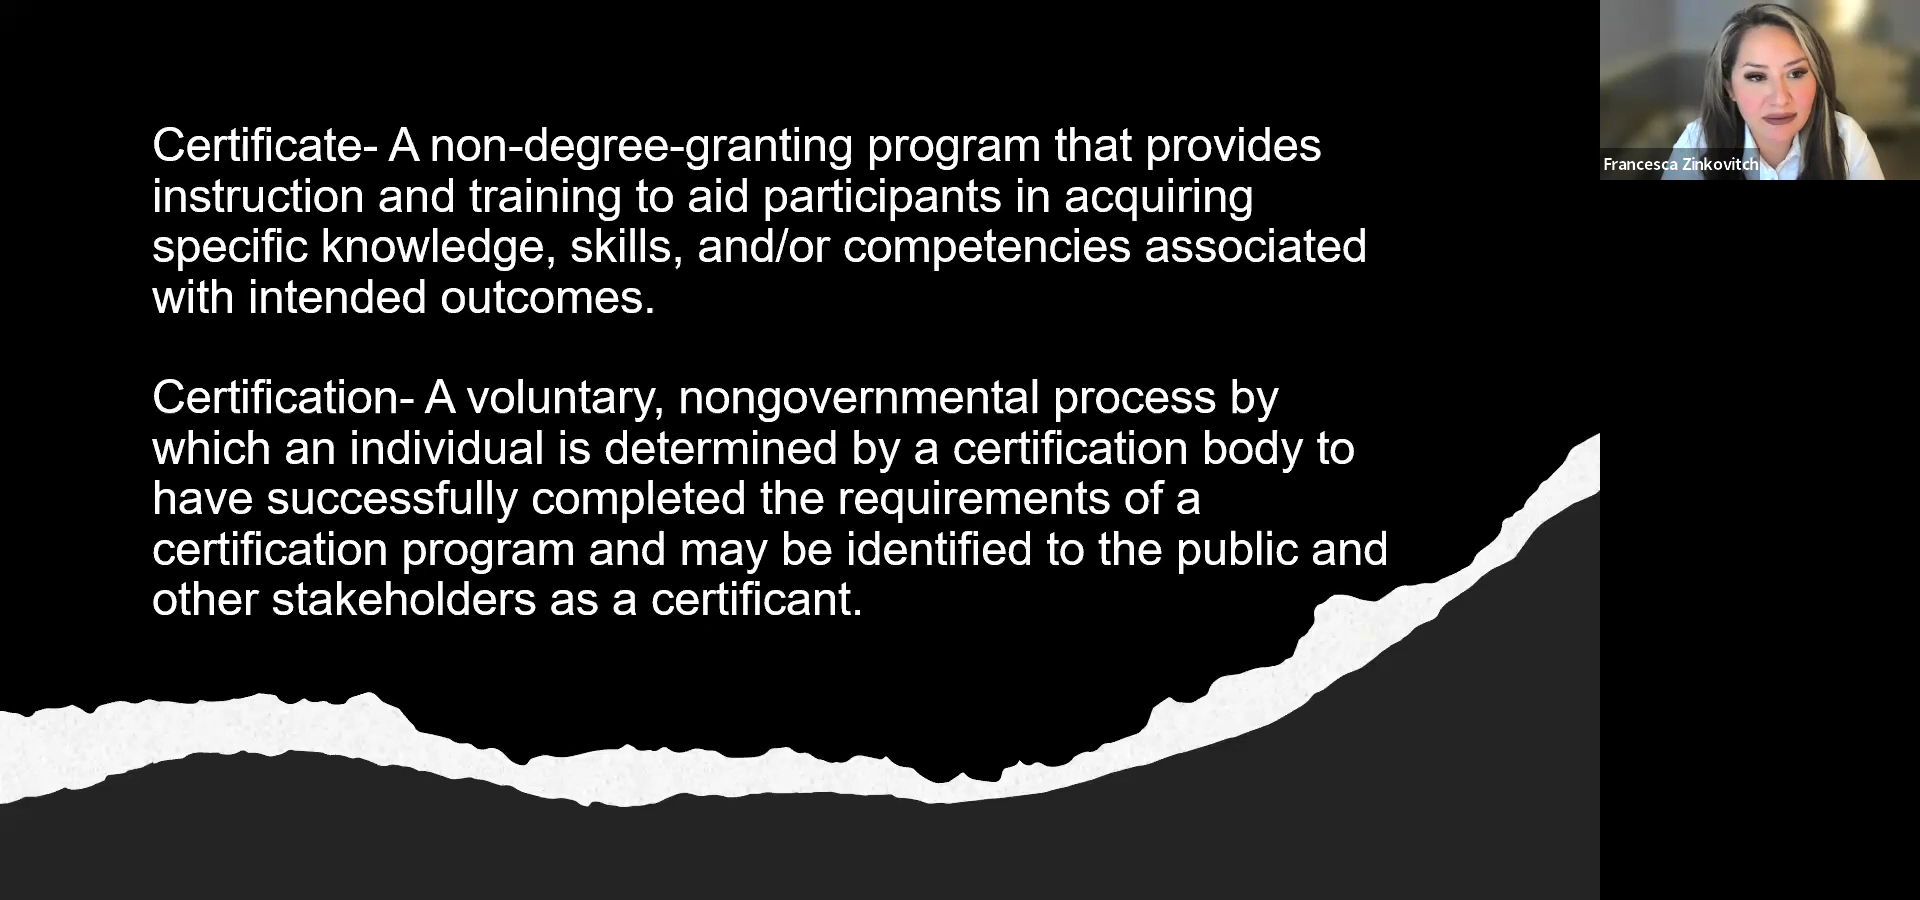 Certificate- A non-degree-granting program that provides
instruction and training to aid participants in acquiring
specific knowledge, skills, and/or competencies associated
with intended outcomes.
Certification- A voluntary, nongovernmental process by
which an individual is determined by a certification body to
have successfully completed the requirements of a
certification program and may be identified to the public and
other stakeholders as a certificant.
Francesca Zinkovitch